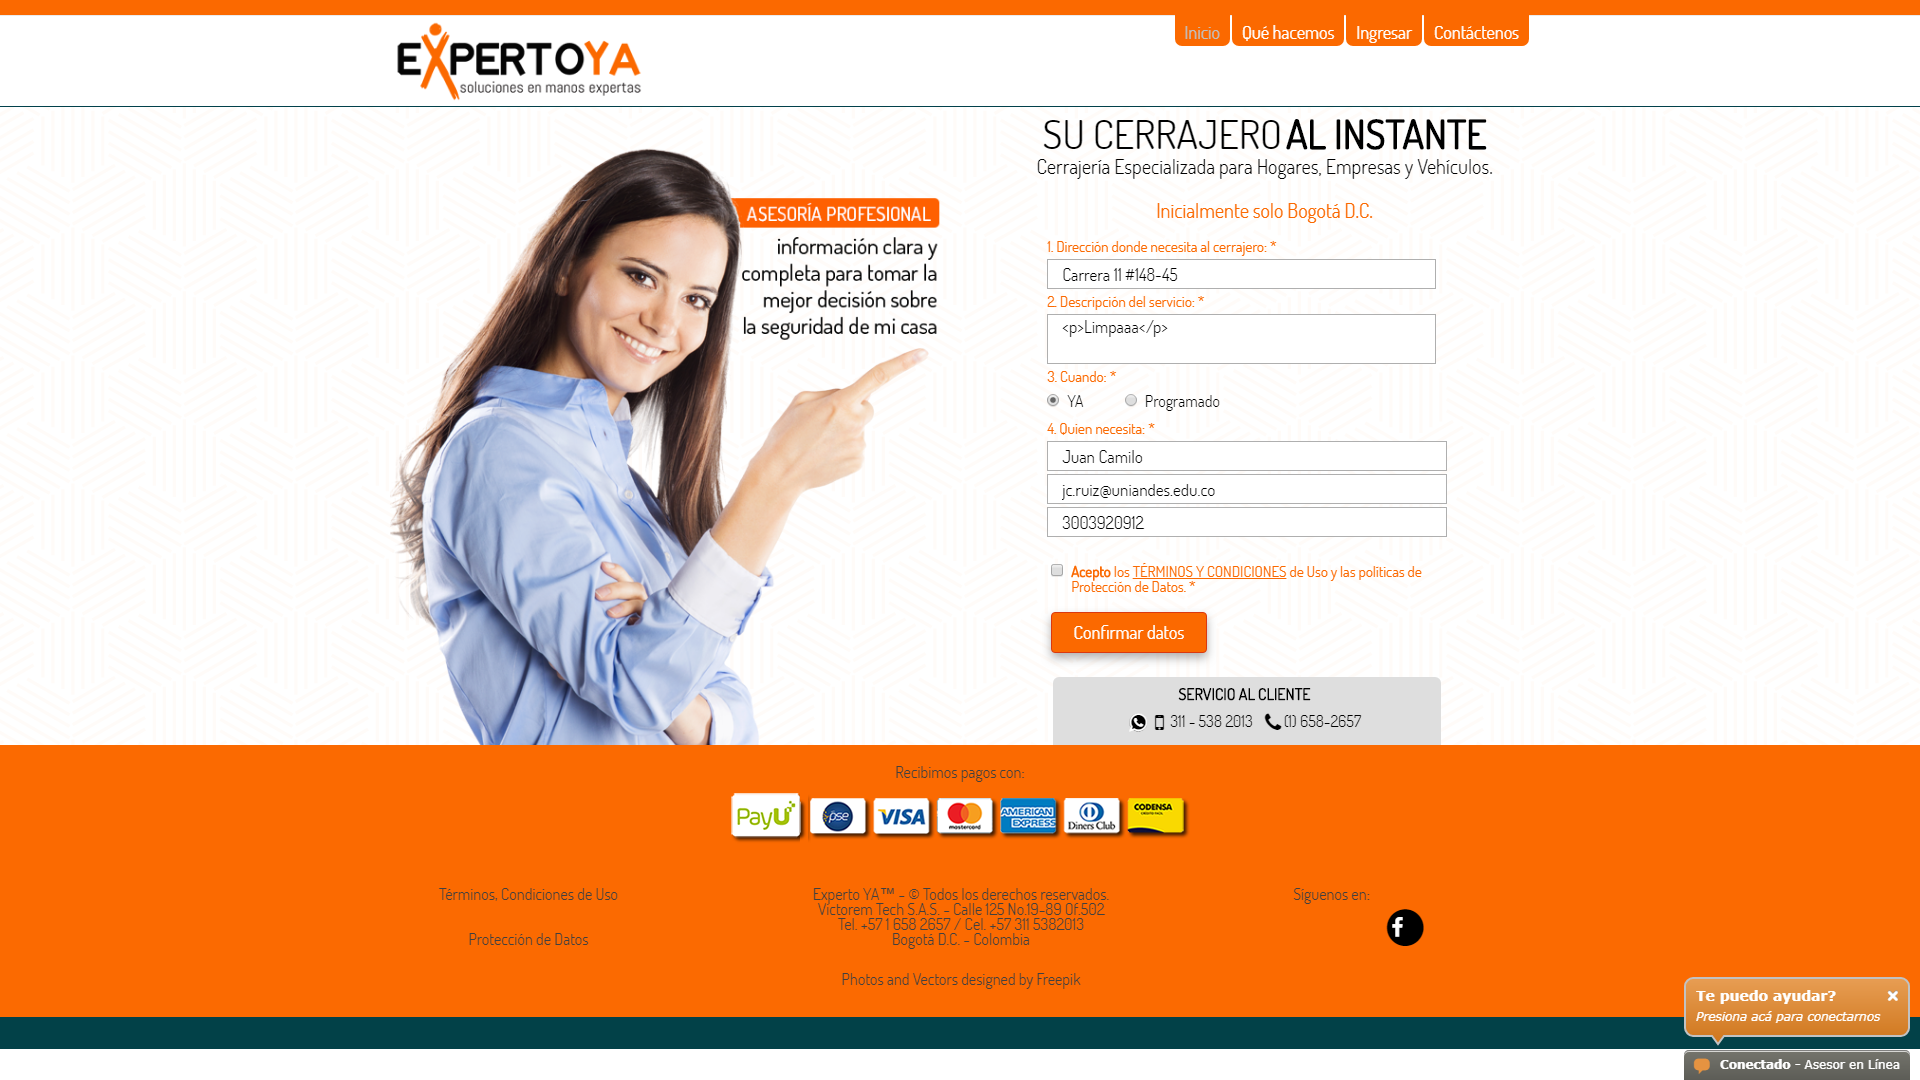 Inicio
Qué hacemos
Ingresar
Contáctenos
EXPERTOYA
soluciones en manos expertas
SU CERRAJERO AL INSTANTE
Cerrajería Especializada para Hogares, Empresas y Vehículos.
ASESORÍA PROFESIONAL
información clara y
completa para tomar la
mejor decisión sobre
la seguridad de mi casa
Inicialmente solo Bogotá D.C.
1. Dirección donde necesita al cerrajero: *
Carrera 11 #148-45
2. Descripción del servicio: *
<p>Limpaaa</p>
3. Cuando: *
YA
Programado
4. Quien necesita: *
Juan Camilo
jc.ruiz@uniandes.edu.co
3003920912
Acepto los TÉRMINOS Y CONDICIONES de Uso y las políticas de
Protección de Datos. *
Confirmar datos
SERVICIO AL CLIENTE
311 - 538 2013
(1) 658-2657
Recibimos pagos con:
PayU
pse
VISA
mastercard
AMERICAN
EXPRESS
Diners Club
CODENSA
CRÉDITO FÁCIL
Términos, Condiciones de Uso
Protección de Datos
Experto YA™ - © Todos los derechos reservados.
Victorem Tech S.A.S. - Calle 125 No.19-89 Of.502
Tel. +57 1 658 2657 / Cel. +57 311 5382013
Bogotá D.C. - Colombia
Photos and Vectors designed by Freepik
Síguenos en:
f
Te puedo ayudar?
Presiona acá para conectarnos
Conectado - Asesor en Línea